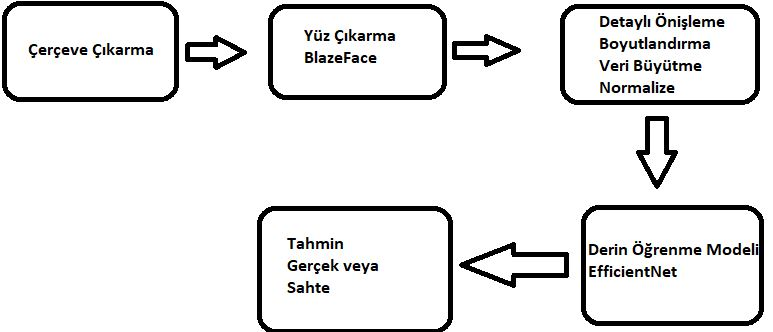 Çerçeve Çıkarma
Yüz Çıkarma
BlazeFace
Detaylı Önişleme
Boyutlandırma
Veri Büyütme
Normalize
Derin Öğrenme Modeli
EfficientNet
Tahmin
Gerçek veya
Sahte